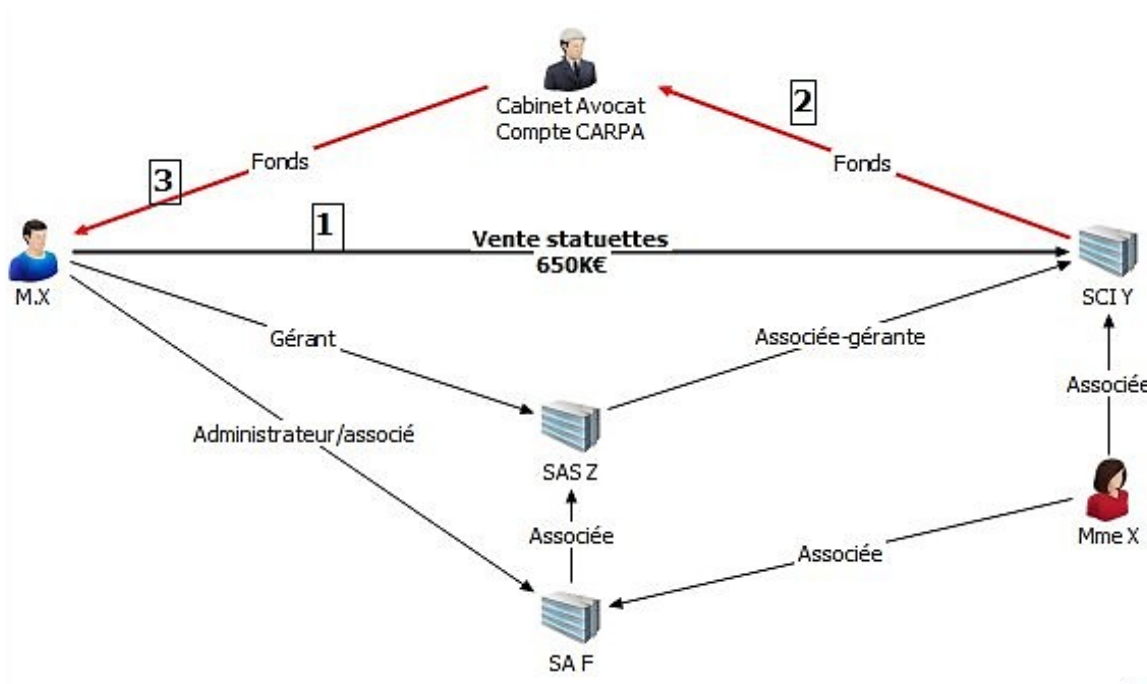 Cabinet Avocat
Compte CARPA
2
Fonds
Fonds
3
1
Vente statuettes
650K€
M.X
SCI Y
Gérant
Associée-gérante
Associée
Administrateur/associé
SAS Z
Associée
Mme X
Associée
SA F